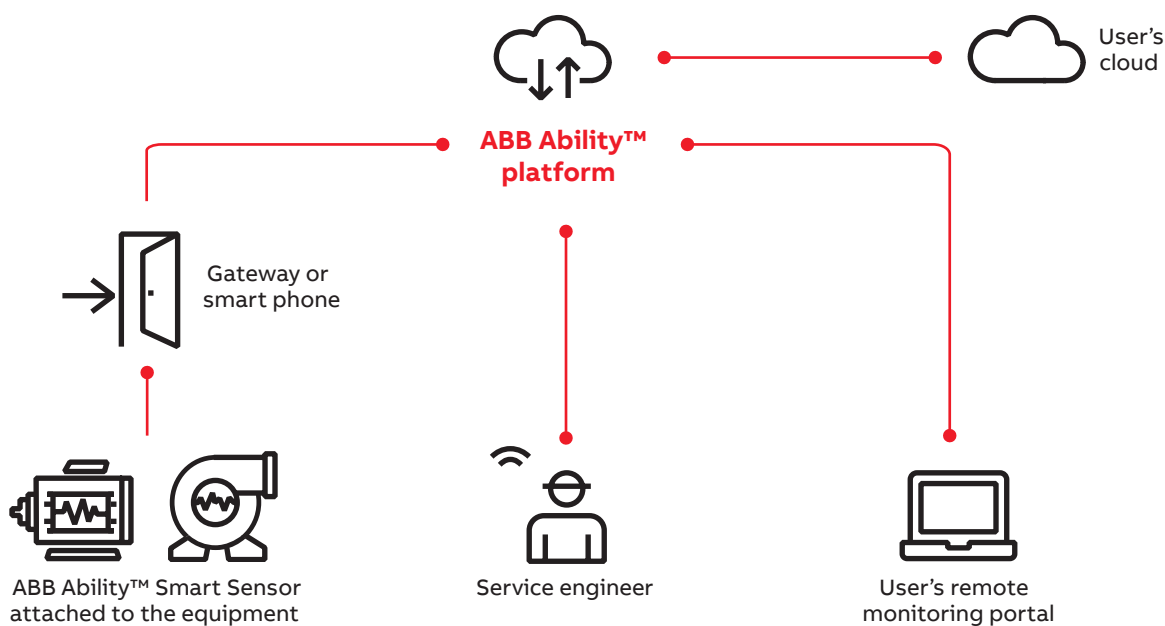 User's
cloud
ABB Ability™
platform
Gateway or
smart phone
ABB Ability™ Smart Sensor
attached to the equipment
Service engineer
User's remote
monitoring portal